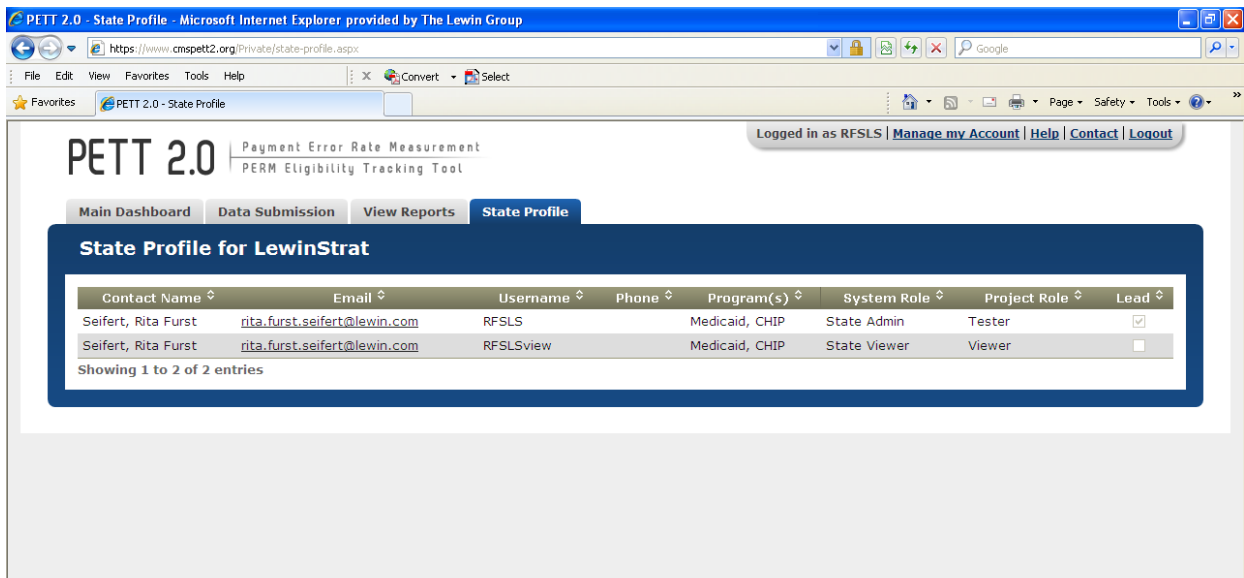 PETT 2.0 - State Profile - Microsoft Internet Explorer provided by The Lewin Group
https://www.cmspett2.org/Private/state-profile.aspx
Google
File Edit View Favorites Tools Help X Convert Select
Favorites PETT 2.0 - State Profile Page Safety Tools
Logged in as RFSLS | Manage my Account | Help | Contact | Logout
PETT 2.0
Payment Error Rate Measurement
PERM Eligibility Tracking Tool
Main Dashboard Data Submission View Reports State Profile
State Profile for LewinStrat
Contact Name Email Username Phone Program(s) System Role Project Role Lead
Seifert, Rita Furst rita.furst.seifert@lewin.com RFSLS Medicaid, CHIP State Admin Tester
Seifert, Rita Furst rita.furst.seifert@lewin.com RFSLSview Medicaid, CHIP State Viewer Viewer
Showing 1 to 2 of 2 entries